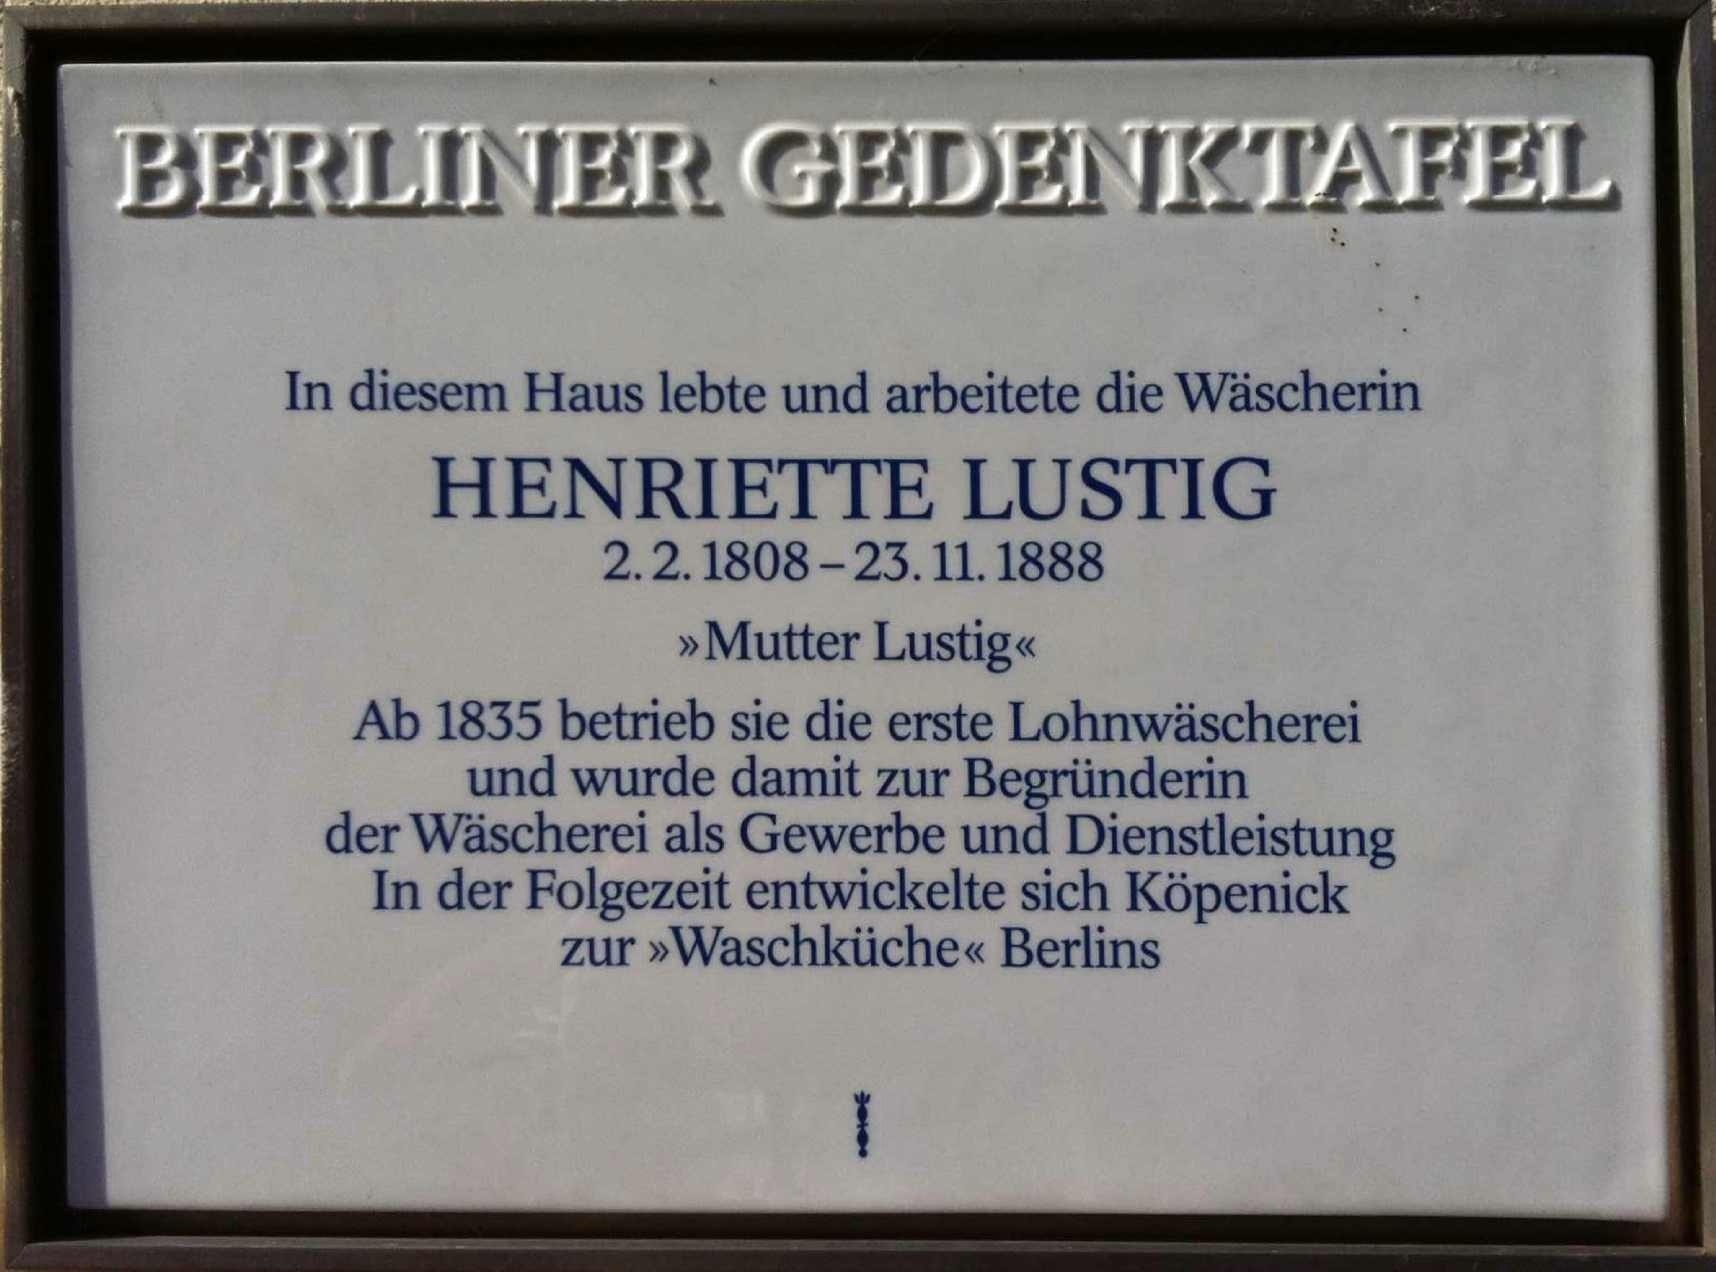 BERLINER GEDENKTAFEL
In diesem Haus lebte und arbeitete die Wäscherin
HENRIETTE LUSTIG
2. 2. 1808 – 23. 11. 1888
»Mutter Lustig«
Ab 1835 betrieb sie die erste Lohnwäscherei
und wurde damit zur Begründerin
der Wäscherei als Gewerbe und Dienstleistung
In der Folgezeit entwickelte sich Köpenick
zur »Waschküche« Berlins